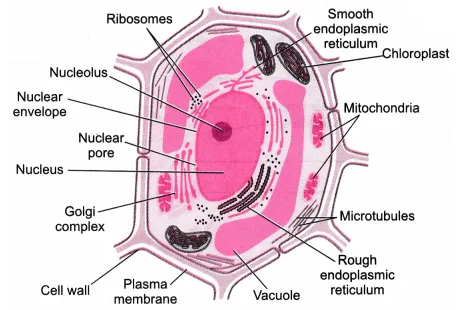 Ribosomes
Smooth
endoplasmic
reticulum
Chloroplast
Nucleolus
Nuclear
envelope
Mitochondria
Nuclear
pore
Nucleus
Golgi
complex
Microtubules
Rough
endoplasmic
reticulum
Cell wall
Plasma
membrane
Vacuole